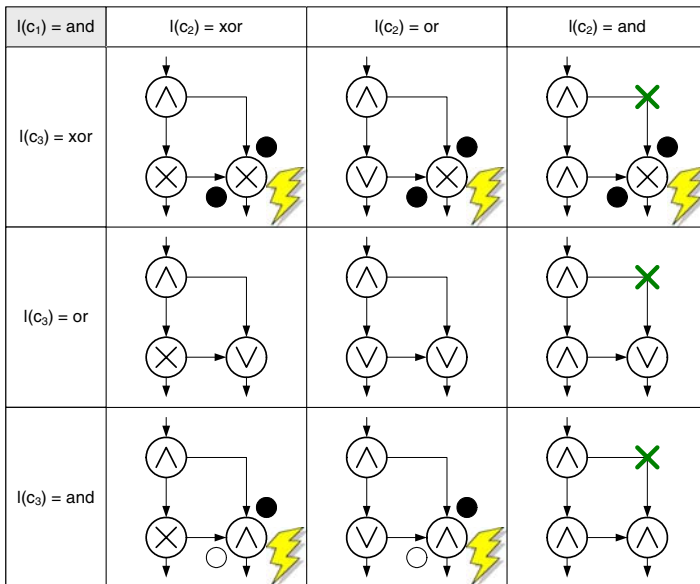 l(c₁) = and l(c₂) = xor l(c₂) = or l(c₂) = and
l(c₃) = xor
l(c₃) = or
l(c₃) = and